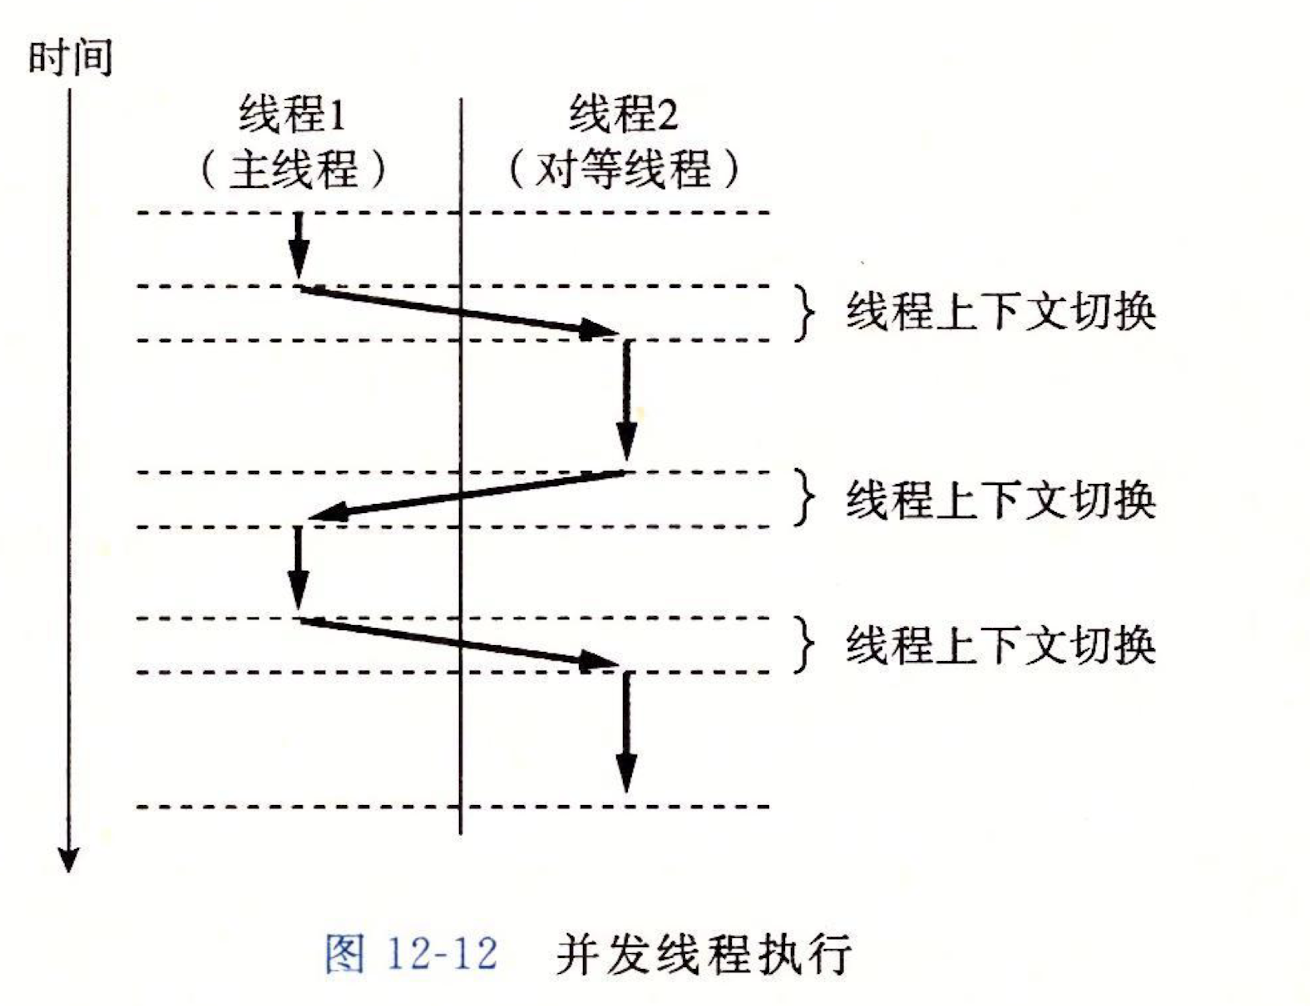 时间
线程1
（主线程）
线程2
（对等线程）
线程上下文切换
线程上下文切换
线程上下文切换
图 12-12 并发线程执行